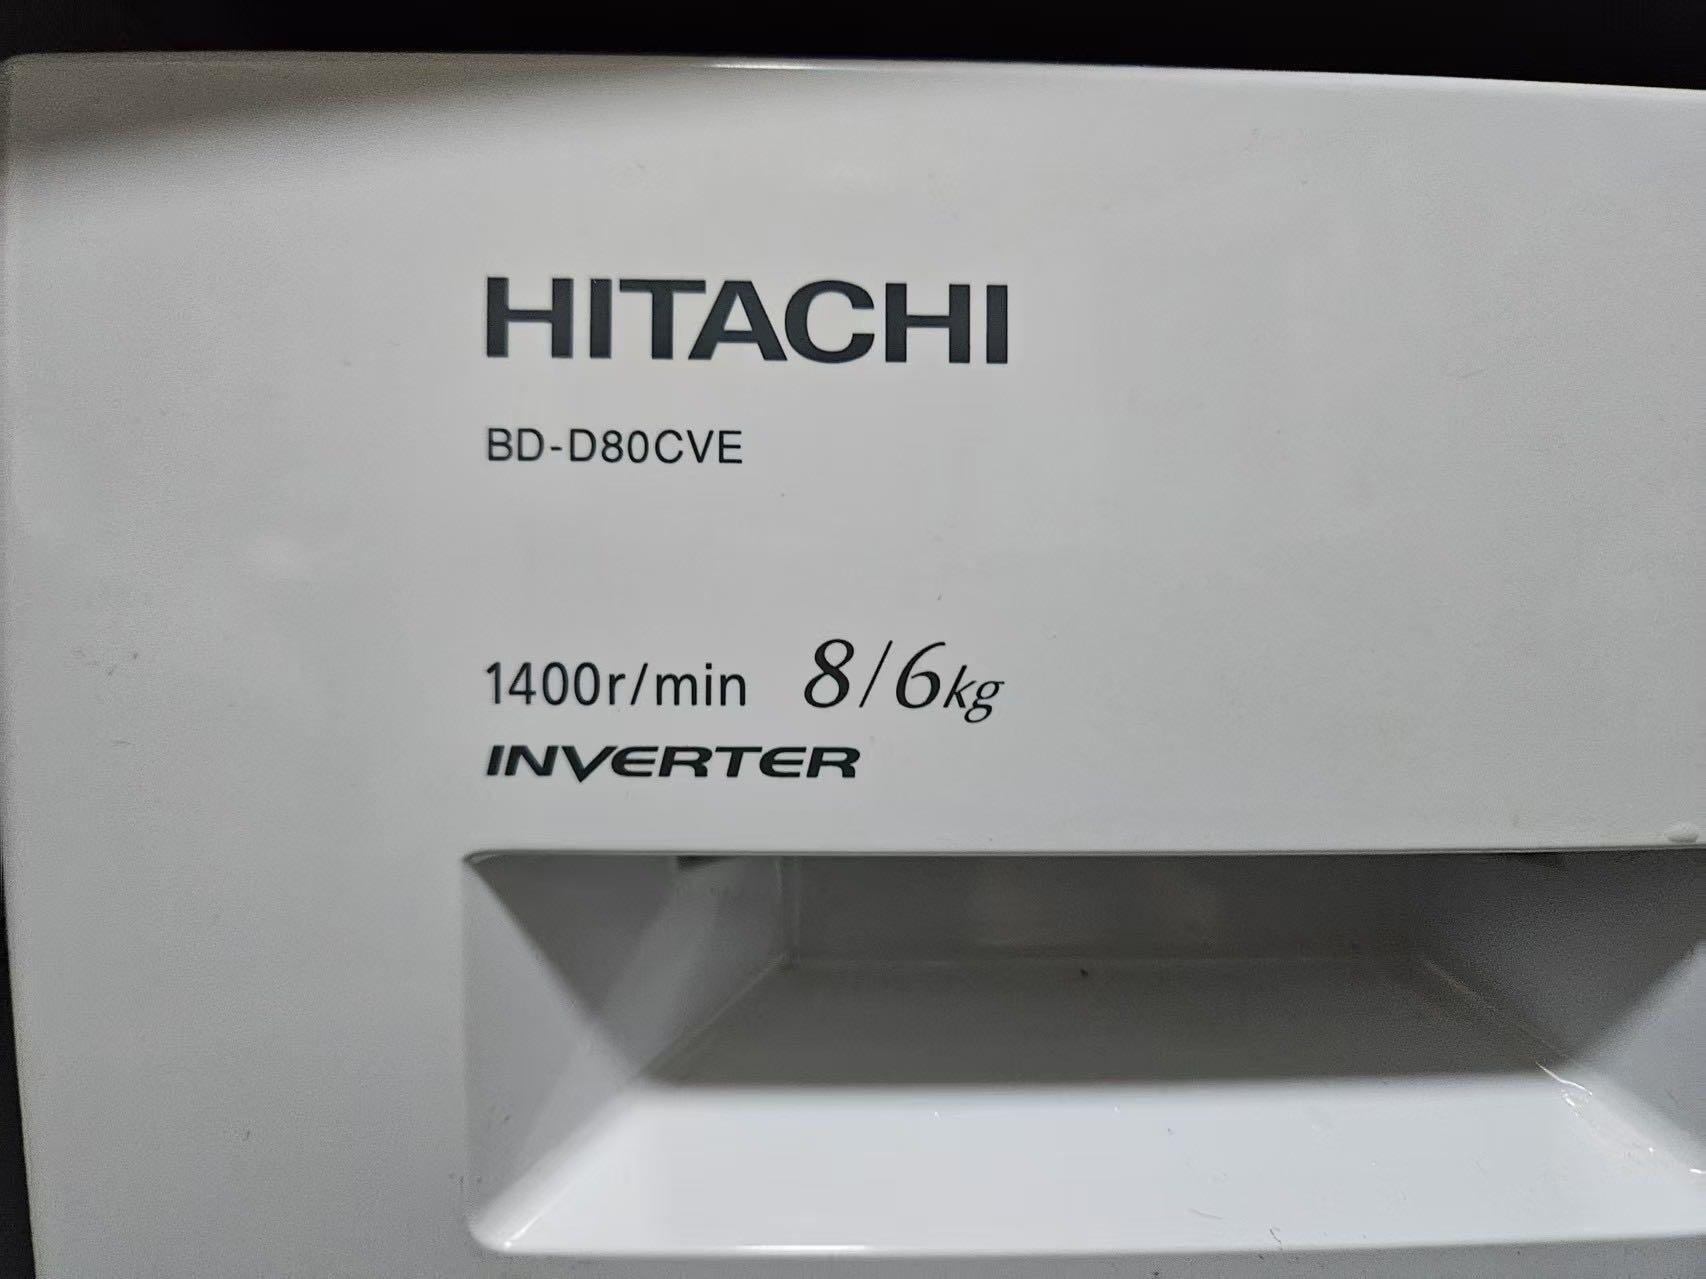 HITACHI
BD-D80CVE
1400r/min 8/6kg
INVERTER